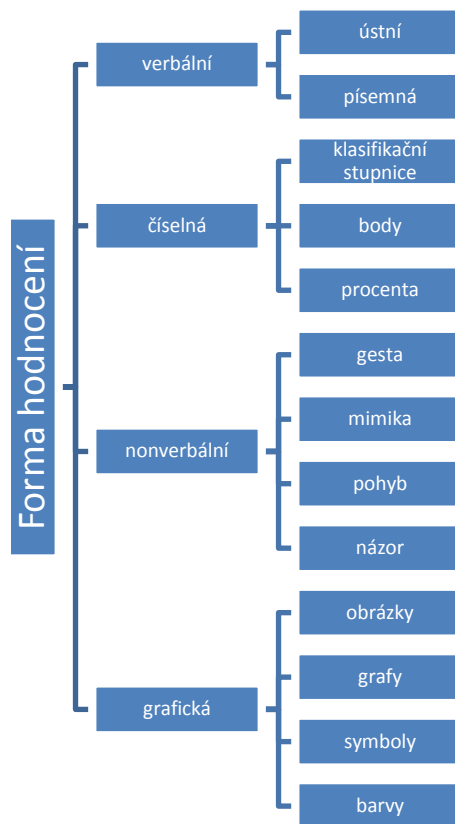 Forma hodnocení
verbální
ústní
písemná
číselná
klasifikační
stupnice
body
procenta
nonverbální
gesta
mimika
pohyb
názor
grafická
obrázky
grafy
symboly
barvy